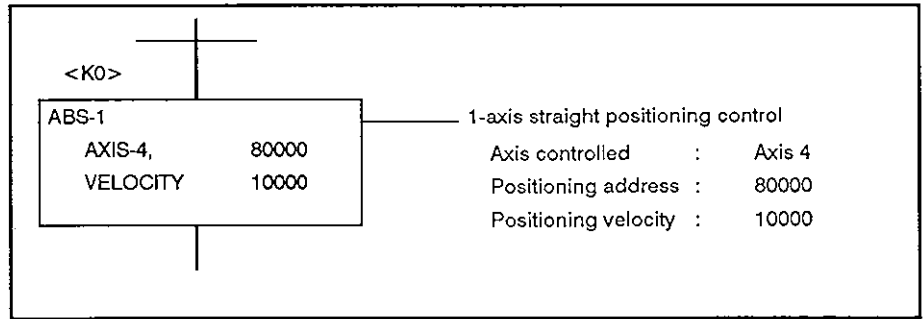 <K0>
ABS-1
AXIS-4, 80000
VELOCITY 10000
1-axis straight positioning control
Axis controlled : Axis 4
Positioning address : 80000
Positioning velocity : 10000